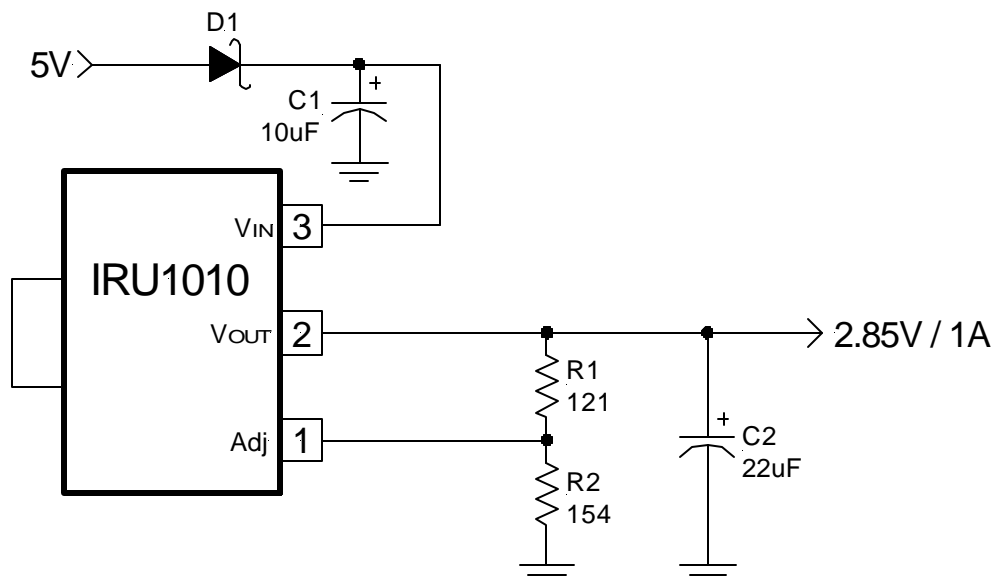 D1
5V
C1
10uF
VIN
3
IRU1010
VOUT
2
2.85V / 1A
R1
121
Adj
1
C2
22uF
R2
154